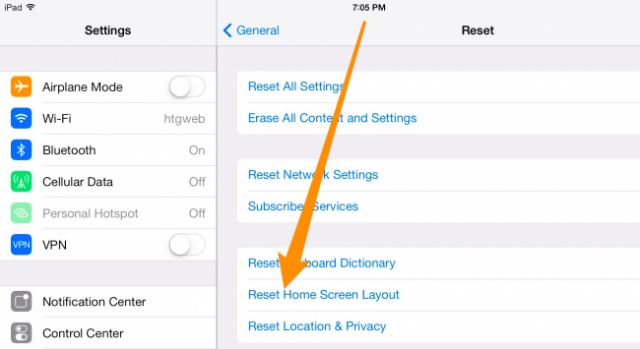 iPad
7:05 PM
Settings
General
Reset
Airplane Mode
Wi-Fi htgweb
Bluetooth On
Cellular Data Off
Personal Hotspot Off
VPN VPN
Notification Center
Control Center
Reset All Settings
Erase All Content and Settings
Reset Network Settings
Subscriber Services
Reset Keyboard Dictionary
Reset Home Screen Layout
Reset Location & Privacy